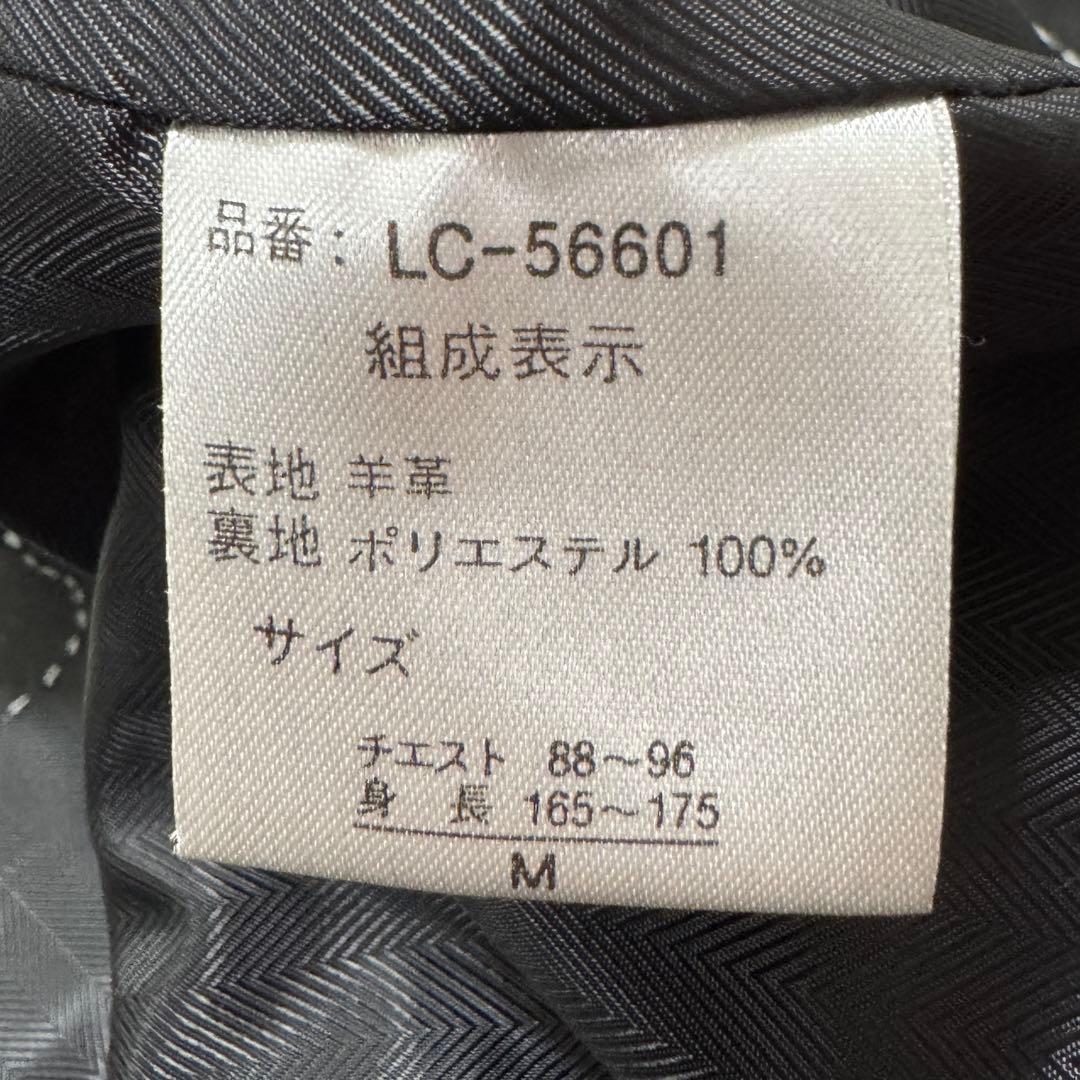 品番: LC-56601
組成表示
表地 羊革
裏地 ポリエステル 100%
サイズ
チエスト 88〜96
身 長 165〜175
M